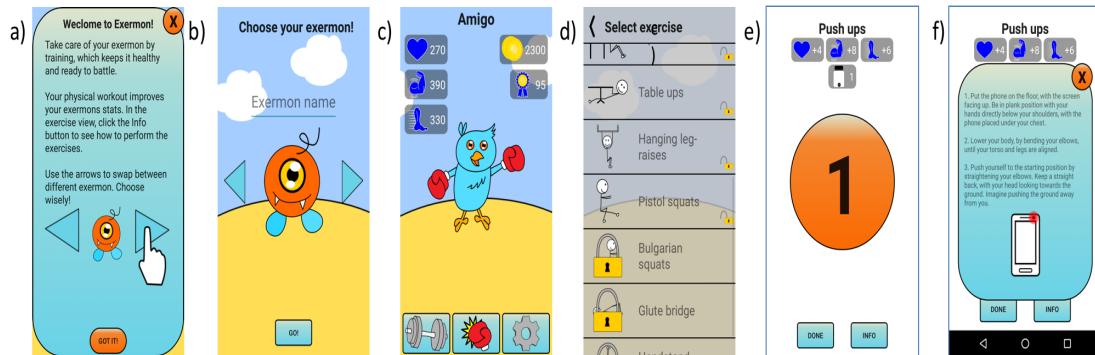 a)
Weclome to Exermon!
X
Take care of your exermon by
training, which keeps it healthy
and ready to battle.
Your physical workout improves
your exermons stats. In the
exercise view, click the Info
button to see how to perform the
exercises.
Use the arrows to swap between
different exermon. Choose
wisely!
GOT IT!
b)
Choose your exermon!
Exermon name
GO!
c)
Amigo
270
2300
390
95
330
d)
Select exercise
Table ups
Hanging leg-
raises
Pistol squats
Bulgarian
squats
Glute bridge
Headstand
e)
Push ups
+4
+8
+6
1
1
DONE
INFO
f)
Push ups
+4
+8
+6
X
1. Put the phone on the floor, with the screen
facing up. Be in plank position with your
hands directly below your shoulders, with the
phone placed under your chest.
2. Lower your body, by bending your elbows,
until your torso and legs are aligned.
3. Push yourself to the starting position by
straightening your elbows. Keep a straight
back, with your head looking towards the
ground. Imagine pushing the ground away
from you.
DONE
INFO